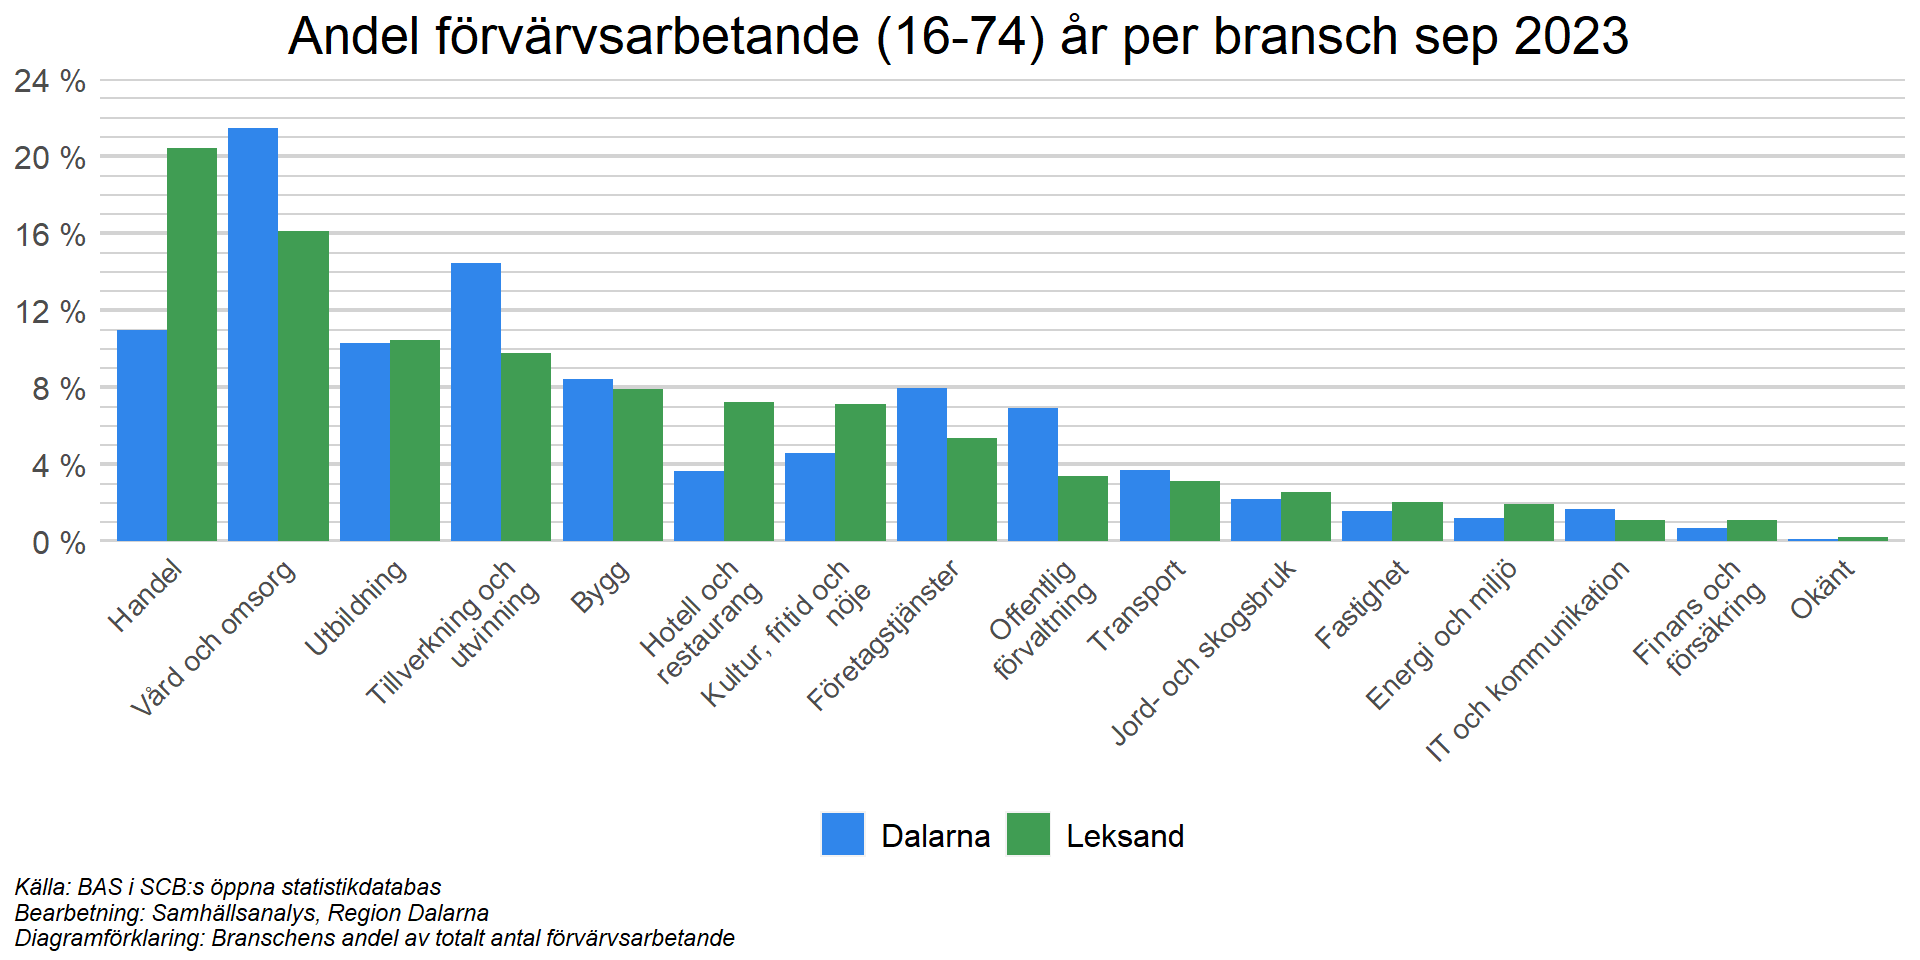 Andel förvärvsarbetande (16-74) år per bransch sep 2023
24 %
20 %
16 %
12 %
8 %
4 %
0 %
Handel
Vård och omsorg
Utbildning
Tillverkning och
utvinning
Bygg
Hotell och
restaurang
Kultur, fritid och
nöje
Företagstjänster
Offentlig
förvaltning
Transport
Jord- och skogsbruk
Fastighet
Energi och miljö
IT och kommunikation
Finans och
försäkring
Okänt
Dalarna
Leksand
Källa: BAS i SCB:s öppna statistikdatabas
Bearbetning: Samhällsanalys, Region Dalarna
Diagramförklaring: Branschens andel av totalt antal förvärvsarbetande